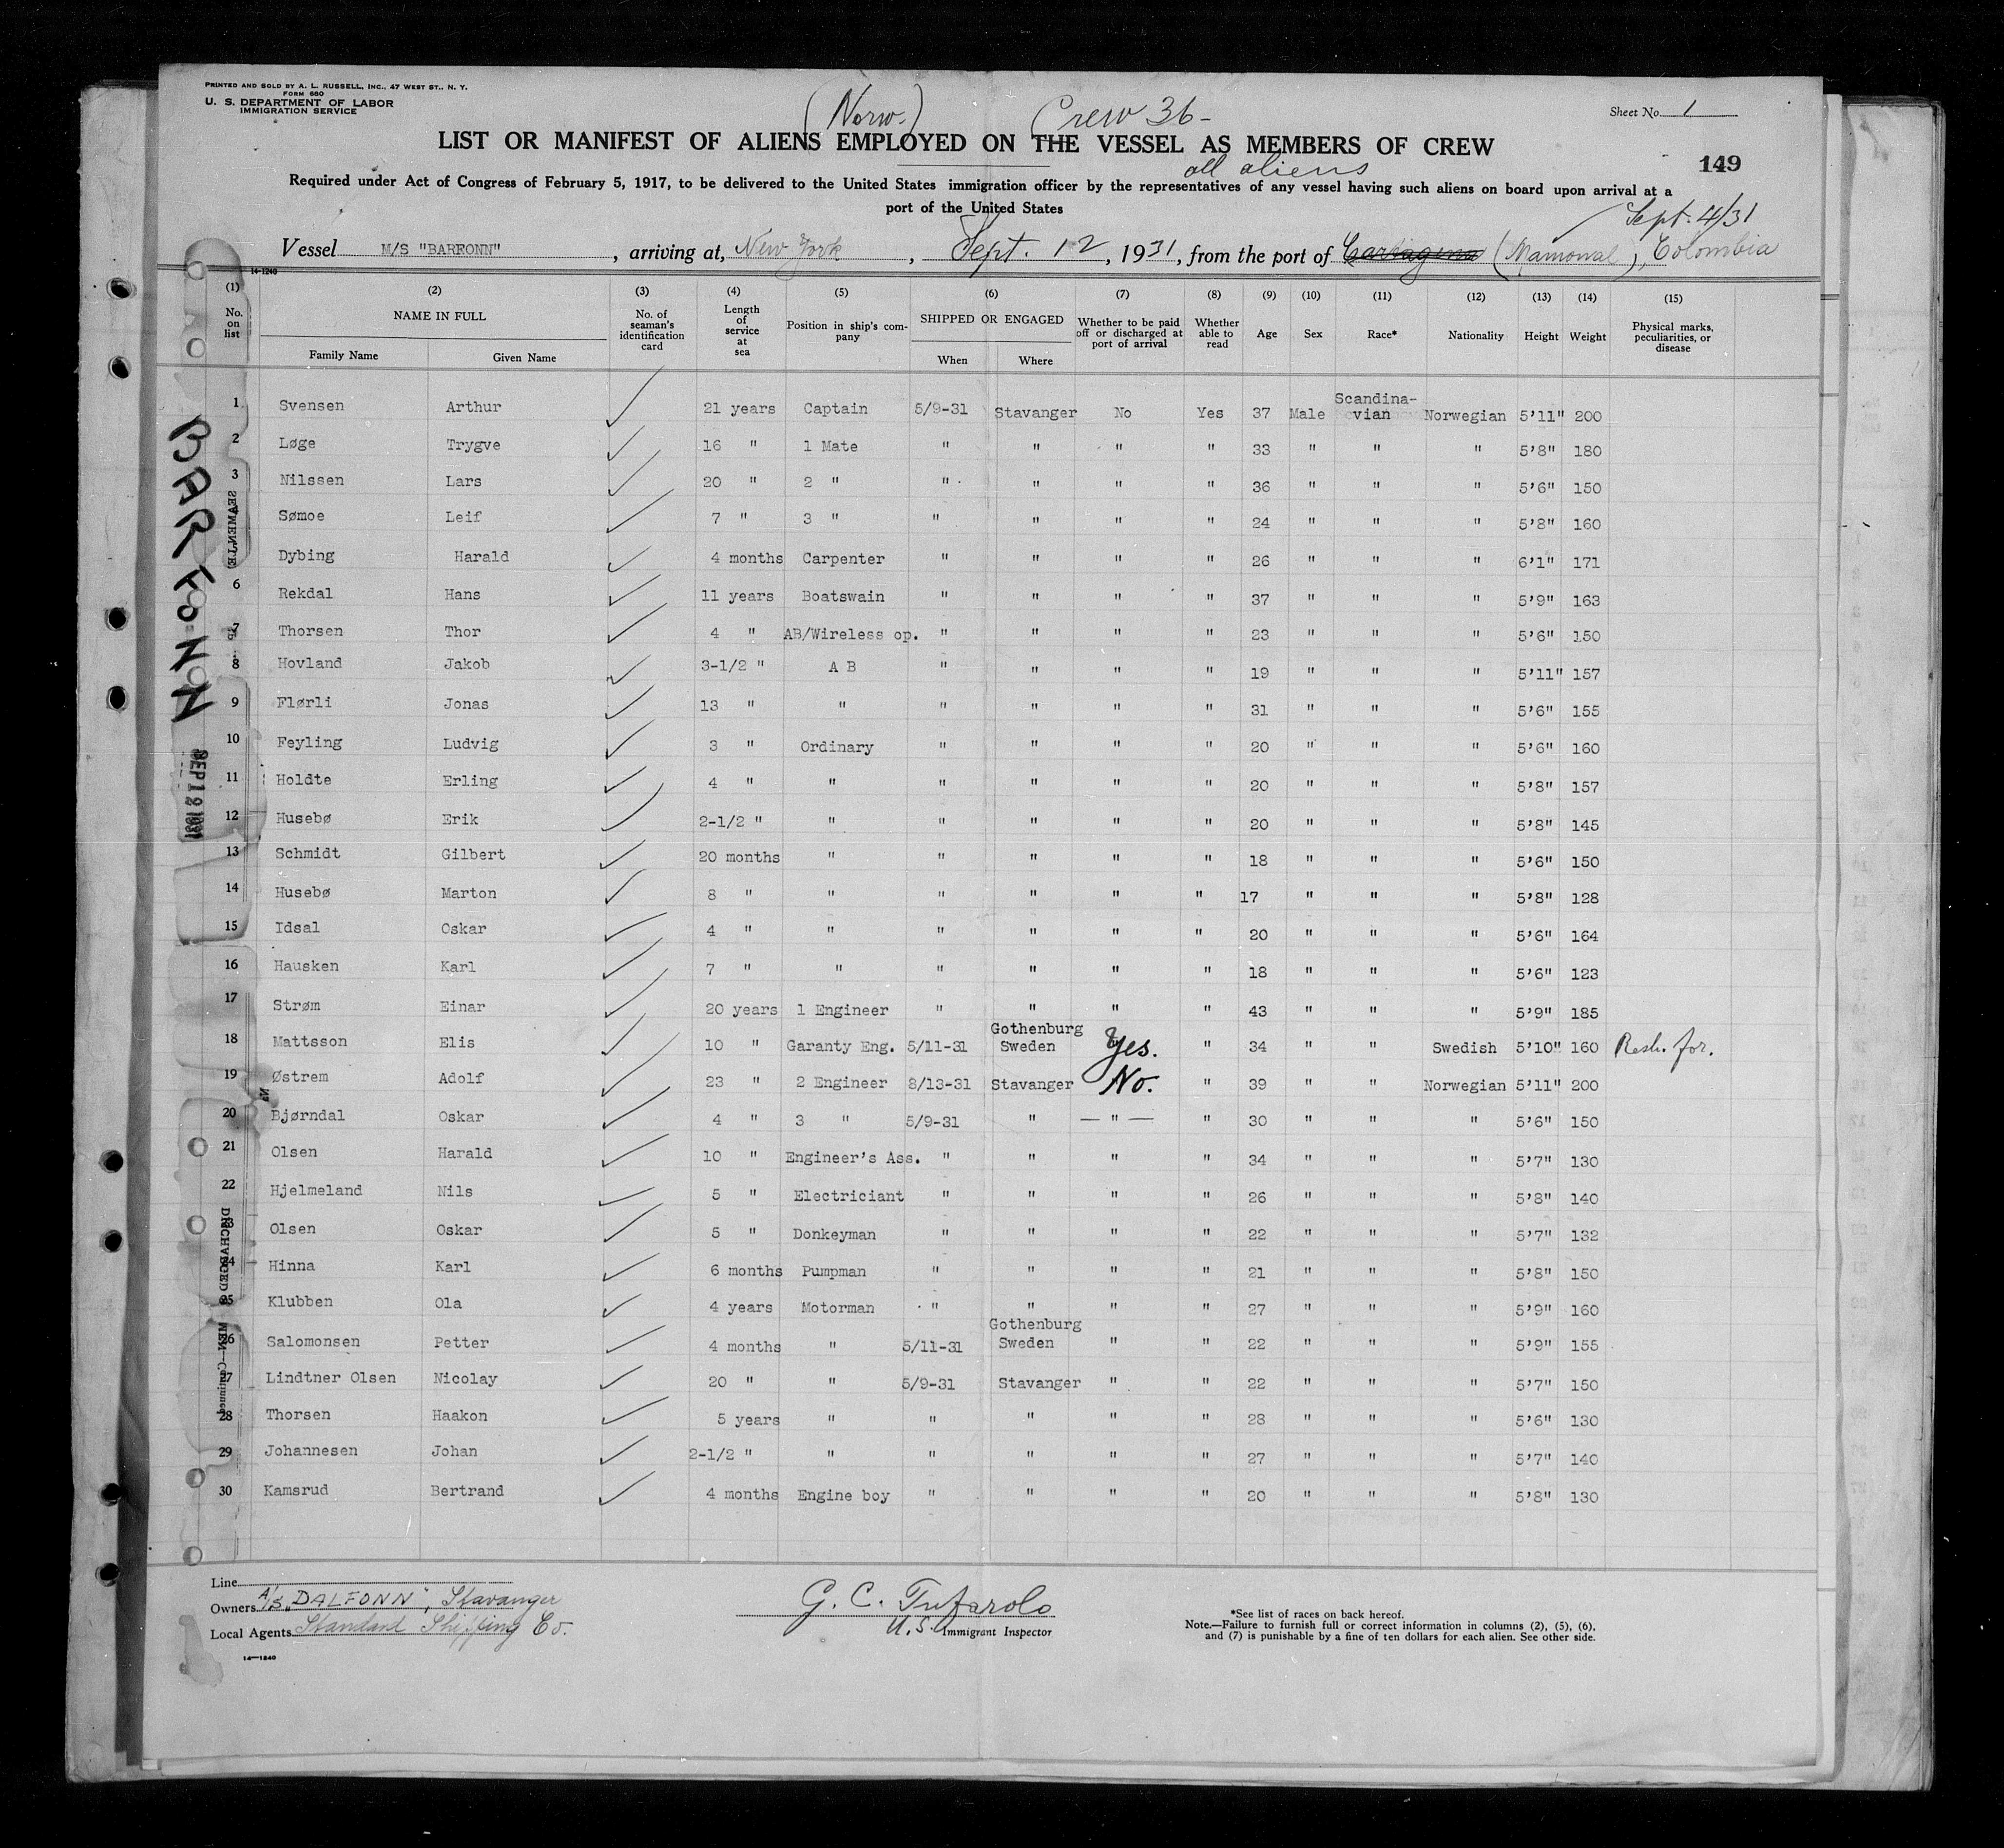 PRINTED AND SOLD BY A. L. RUSSELL, INC., 47 WEST ST., N. Y.
FORM 680
U. S. DEPARTMENT OF LABOR
IMMIGRATION SERVICE
(Norw.) Crew 36-
Sheet No. 1
LIST OR MANIFEST OF ALIENS EMPLOYED ON THE VESSEL AS MEMBERS OF CREW
all aliens
149
Required under Act of Congress of February 5, 1917, to be delivered to the United States immigration officer by the representatives of any vessel having such aliens on board upon arrival at a
port of the United States
Sept. 4/31
Vessel M/S "BARFONN", arriving at, New York, Sept. 12, 1931, from the port of Cartagena (Mamonal), Colombia
14-1240
(1) (2) (3) (4) (5) (6) (7) (8) (9) (10) (11) (12) (13) (14) (15)
No. on list NAME IN FULL Family Name Given Name No. of seaman's identification card Length of service at sea Position in ship's company SHIPPED OR ENGAGED When Where Whether to be paid off or discharged at port of arrival Whether able to read Age Sex Race* Nationality Height Weight Physical marks, peculiarities, or disease
1 Svensen Arthur 21 years Captain 5/9-31 Stavanger No Yes 37 Male Scandina-vian Norwegian 5'11" 200
2 Løge Trygve 16 " 1 Mate " " " " 33 " " " 5'8" 180
3 Nilssen Lars 20 " 2 " " " " " 36 " " " 5'6" 150
Sømoe Leif 7 " 3 " " " " " 24 " " " 5'8" 160
Dybing Harald 4 months Carpenter " " " " 26 " " " 6'1" 171
6 Rekdal Hans 11 years Boatswain " " " " 37 " " " 5'9" 163
7 Thorsen Thor 4 " AB/Wireless op. " " " " 23 " " " 5'6" 150
8 Hovland Jakob 3-1/2 " A B " " " " 19 " " " 5'11" 157
9 Flørli Jonas 13 " " " " " " 31 " " " 5'6" 155
10 Feyling Ludvig 3 " Ordinary " " " " 20 " " " 5'6" 160
11 Holdte Erling 4 " " " " " " 20 " " " 5'8" 157
12 Husebø Erik 2-1/2 " " " " " " 20 " " " 5'8" 145
13 Schmidt Gilbert 20 months " " " " " 18 " " " 5'6" 150
14 Husebø Marton 8 " " " " " " 17 " " " 5'8" 128
15 Idsal Oskar 4 " " " " " " 20 " " " 5'6" 164
16 Hausken Karl 7 " " " " " " 18 " " " 5'6" 123
17 Strøm Einar 20 years 1 Engineer " " " " 43 " " " 5'9" 185
18 Mattsson Elis 10 " Garanty Eng. 5/11-31 Gothenburg Sweden Yes. " 34 " " Swedish 5'10" 160 Resh. for.
19 Østrem Adolf 23 " 2 Engineer 8/13-31 Stavanger No. " 39 " " Norwegian 5'11" 200
20 Bjørndal Oskar 4 " 3 " 5/9-31 " — " — " 30 " " " 5'6" 150
21 Olsen Harald 10 " Engineer's Ass. " " " " 34 " " " 5'7" 130
22 Hjelmeland Nils 5 " Electriciant " " " " 26 " " " 5'8" 140
23 Olsen Oskar 5 " Donkeyman " " " " 22 " " " 5'7" 132
24 Hinna Karl 6 months Pumpman " " " " 21 " " " 5'8" 150
25 Klubben Ola 4 years Motorman " " " " 27 " " " 5'9" 160
26 Salomonsen Petter 4 months " 5/11-31 Gothenburg Sweden " " 22 " " " 5'9" 155
27 Lindtner Olsen Nicolay 20 " " 5/9-31 Stavanger " " 22 " " " 5'7" 150
28 Thorsen Haakon 5 years " " " " " 28 " " " 5'6" 130
29 Johannesen Johan 2-1/2 " " " " " " 27 " " " 5'7" 140
30 Kamsrud Bertrand 4 months Engine boy " " " " 20 " " " 5'8" 130
BARFONN
SEP 12 1931
Line
Owners A/S "DALFONN", Stavanger
Local Agents Standard Shipping Co.
14—1240
G. C. Tufarolo
U.S. Immigrant Inspector
*See list of races on back hereof.
Note.—Failure to furnish full or correct information in columns (2), (5), (6),
and (7) is punishable by a fine of ten dollars for each alien. See other side.